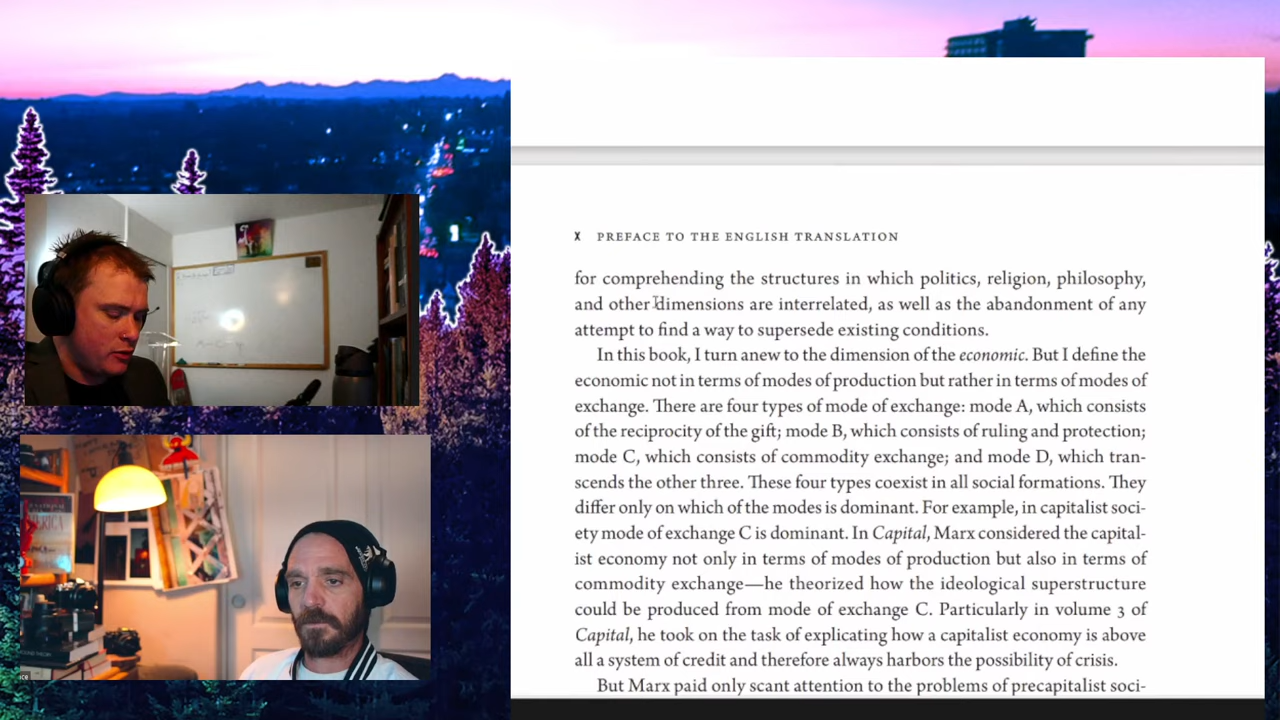 X PREFACE TO THE ENGLISH TRANSLATION
for comprehending the structures in which politics, religion, philosophy,
and other dimensions are interrelated, as well as the abandonment of any
attempt to find a way to supersede existing conditions.
In this book, I turn anew to the dimension of the economic. But I define the
economic not in terms of modes of production but rather in terms of modes of
exchange. There are four types of mode of exchange: mode A, which consists
of the reciprocity of the gift; mode B, which consists of ruling and protection;
mode C, which consists of commodity exchange; and mode D, which tran-
scends the other three. These four types coexist in all social formations. They
differ only on which of the modes is dominant. For example, in capitalist soci-
ety mode of exchange C is dominant. In Capital, Marx considered the capital-
ist economy not only in terms of modes of production but also in terms of
commodity exchange—he theorized how the ideological superstructure
could be produced from mode of exchange C. Particularly in volume 3 of
Capital, he took on the task of explicating how a capitalist economy is above
all a system of credit and therefore always harbors the possibility of crisis.
But Marx paid only scant attention to the problems of precapitalist soci-